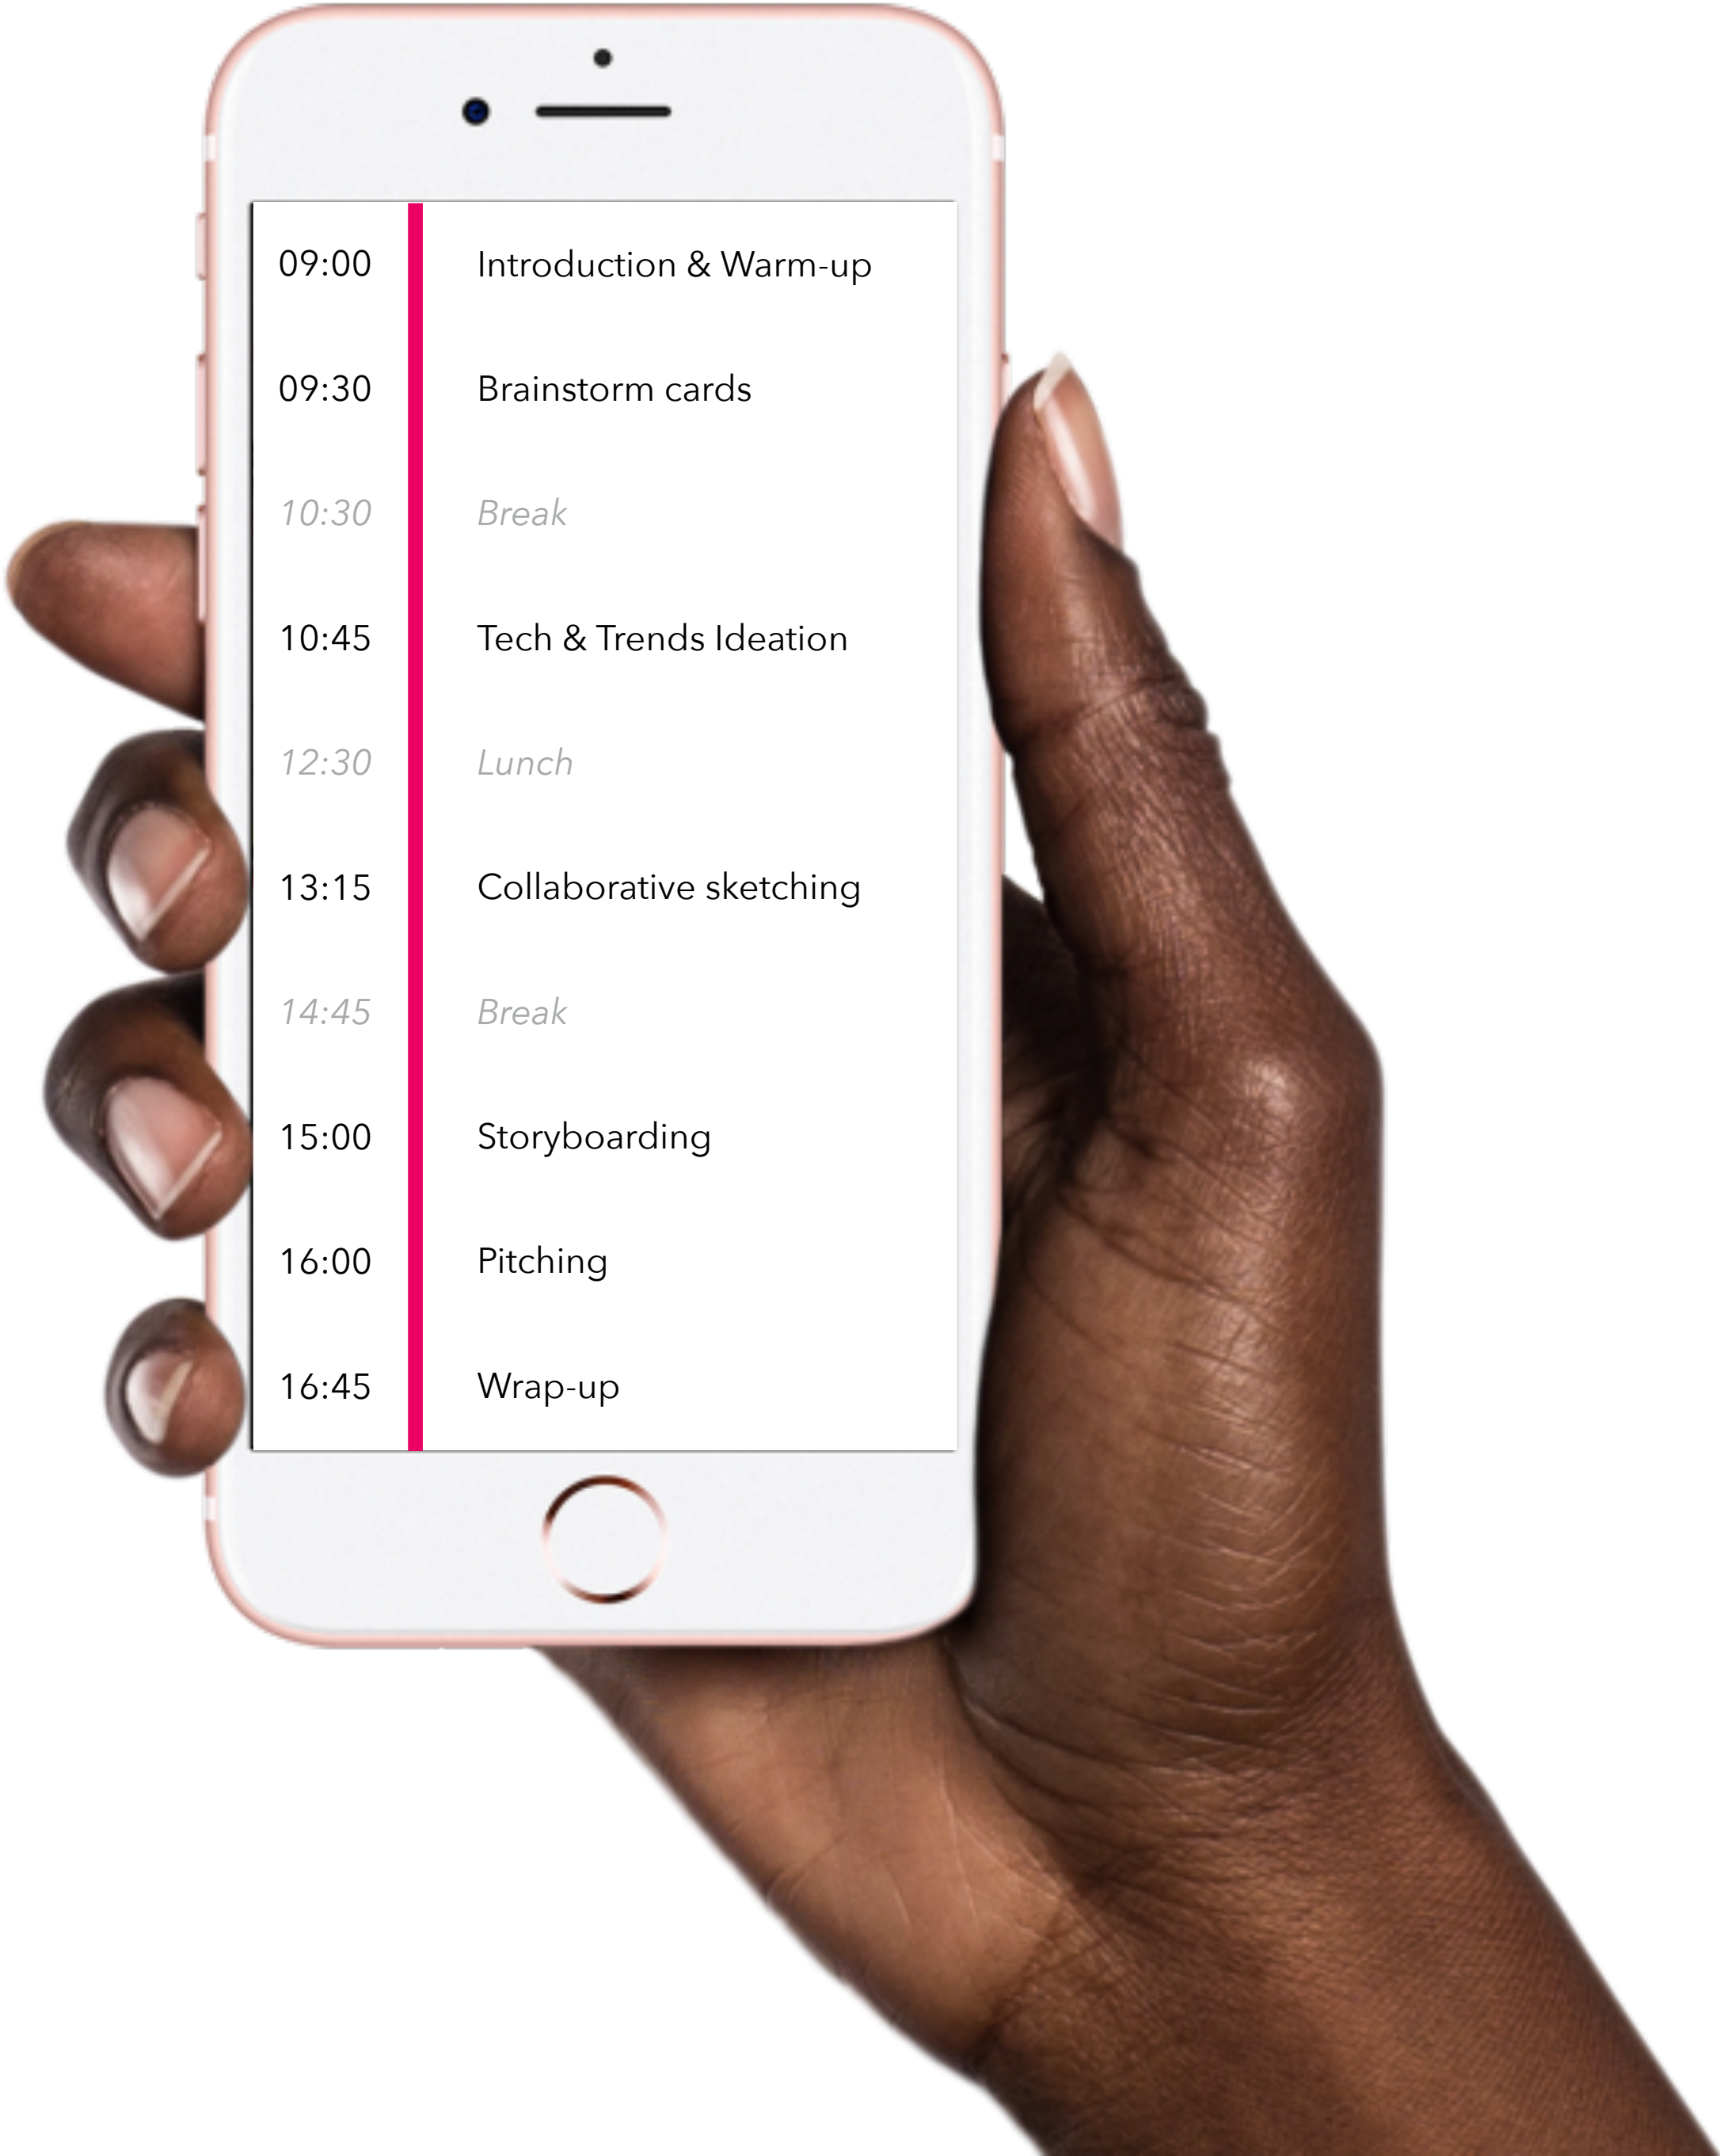 09:00 Introduction & Warm-up
09:30 Brainstorm cards
10:30 Break
10:45 Tech & Trends Ideation
12:30 Lunch
13:15 Collaborative sketching
14:45 Break
15:00 Storyboarding
16:00 Pitching
16:45 Wrap-up